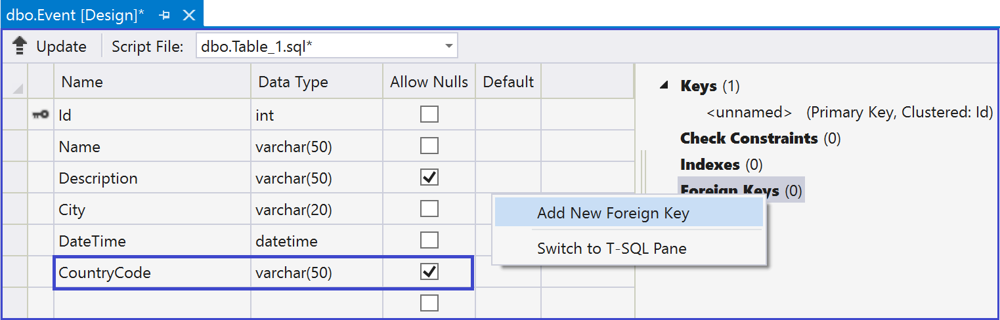 dbo.Event [Design]*
Update Script File: dbo.Table_1.sql*
Name Data Type Allow Nulls Default
Id int
Name varchar(50)
Description varchar(50)
City varchar(20)
DateTime datetime
CountryCode varchar(50)
Keys (1)
<unnamed> (Primary Key, Clustered: Id)
Check Constraints (0)
Indexes (0)
Foreign Keys (0)
Add New Foreign Key
Switch to T-SQL Pane